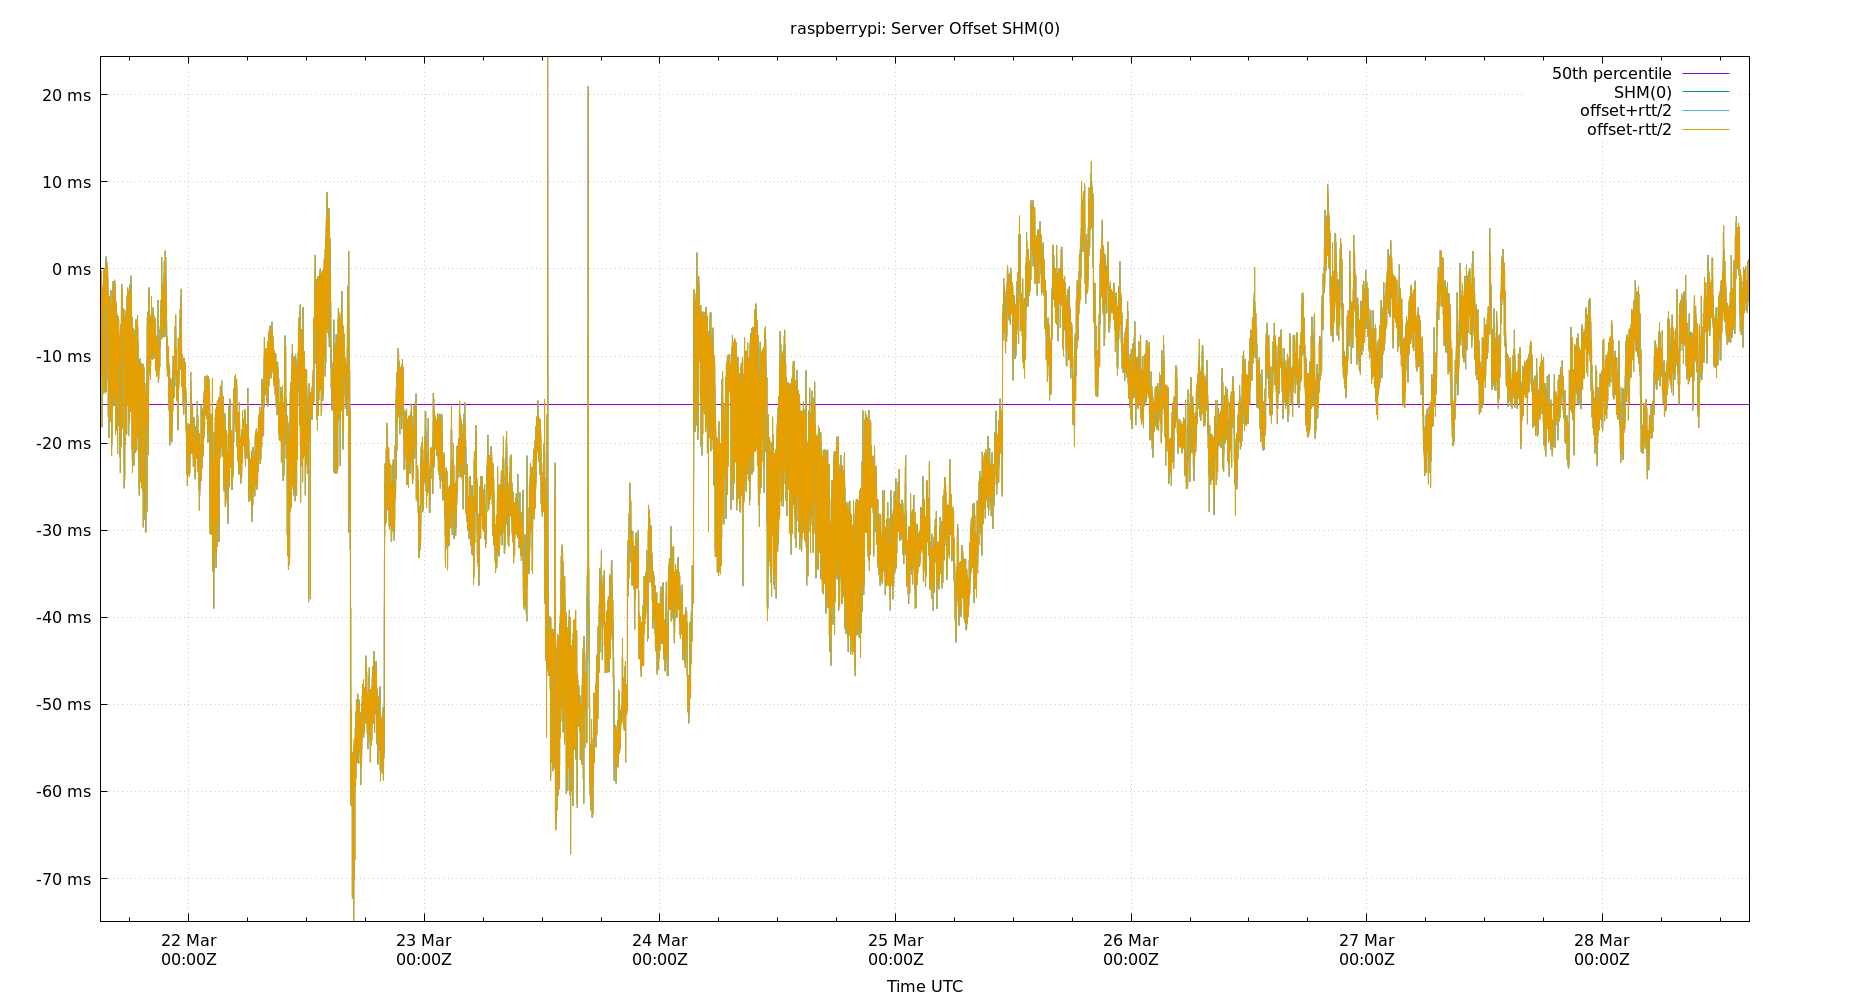 raspberrypi: Server Offset SHM(0)
50th percentile
SHM(0)
offset+rtt/2
offset-rtt/2
20 ms
10 ms
0 ms
-10 ms
-20 ms
-30 ms
-40 ms
-50 ms
-60 ms
-70 ms
22 Mar 23 Mar 24 Mar 25 Mar 26 Mar 27 Mar 28 Mar
00:00Z 00:00Z 00:00Z 00:00Z 00:00Z 00:00Z 00:00Z
Time UTC